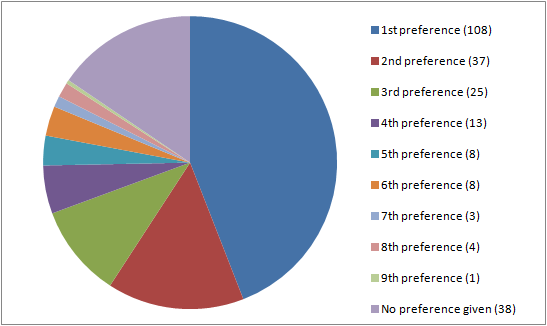 1st preference (108)
2nd preference (37)
3rd preference (25)
4th preference (13)
5th preference (8)
6th preference (8)
7th preference (3)
8th preference (4)
9th preference (1)
No preference given (38)